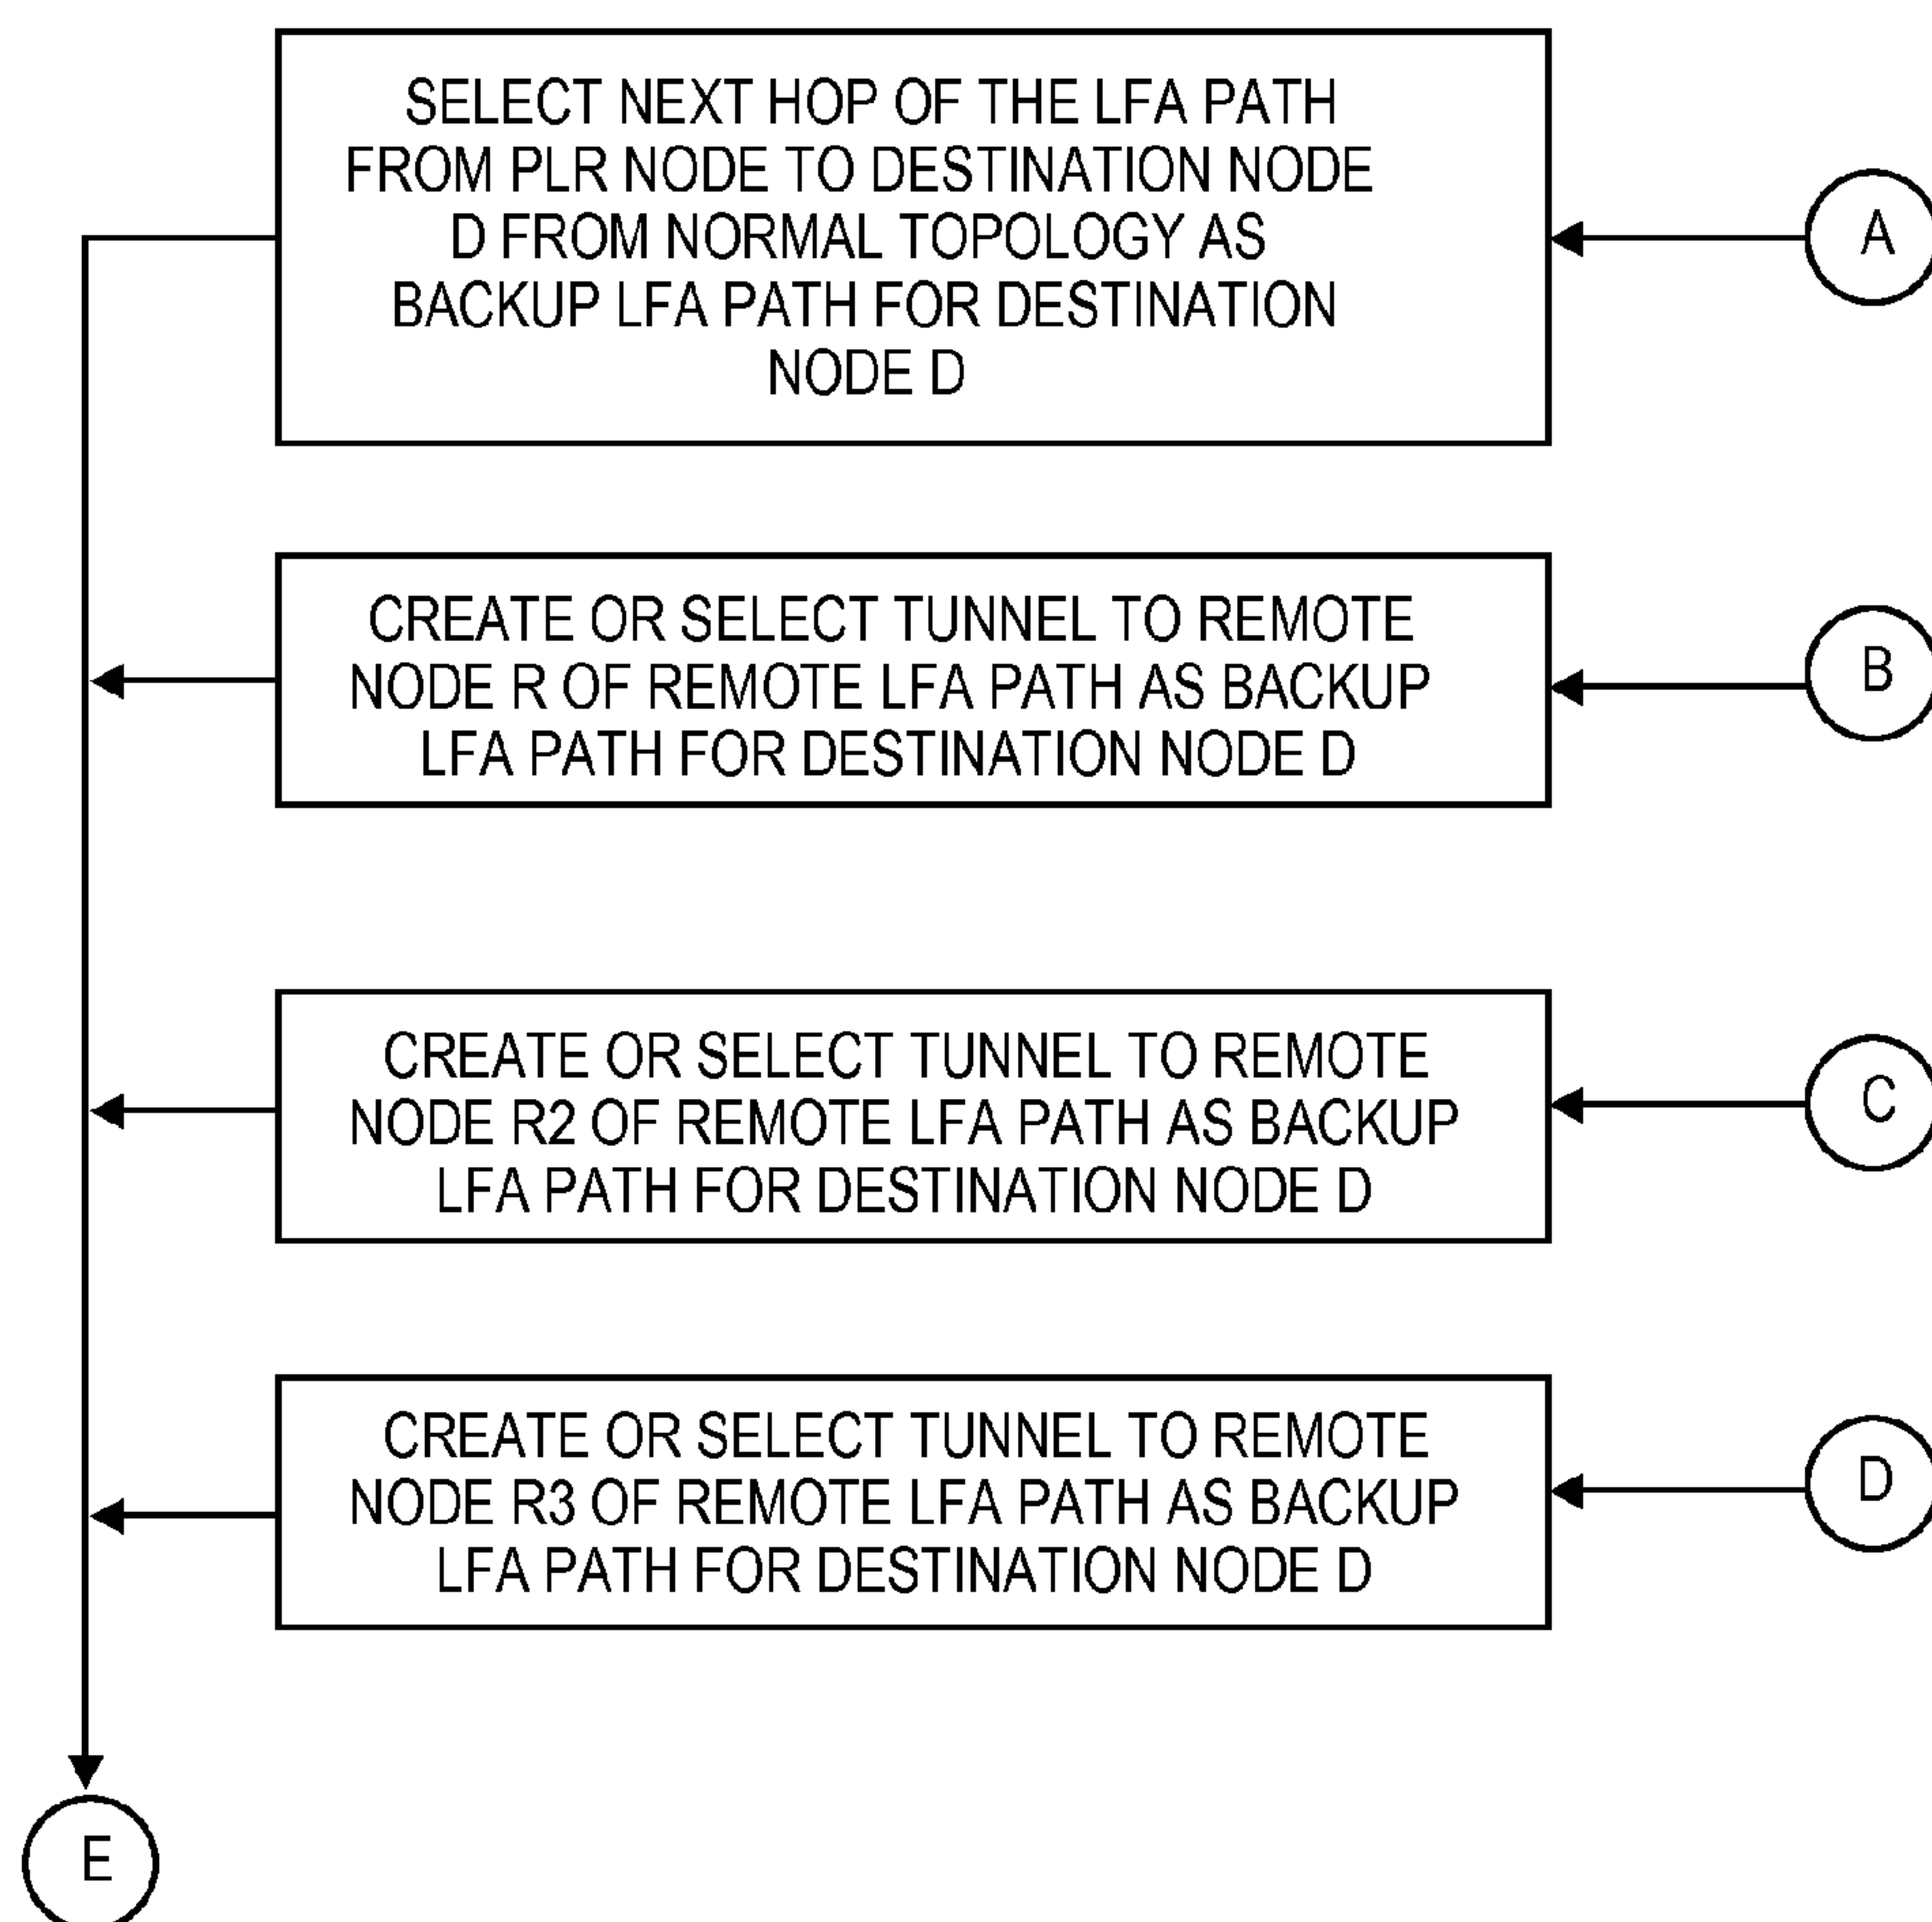 SELECT NEXT HOP OF THE LFA PATH
FROM PLR NODE TO DESTINATION NODE
D FROM NORMAL TOPOLOGY AS
BACKUP LFA PATH FOR DESTINATION
NODE D
A
CREATE OR SELECT TUNNEL TO REMOTE
NODE R OF REMOTE LFA PATH AS BACKUP
LFA PATH FOR DESTINATION NODE D
B
CREATE OR SELECT TUNNEL TO REMOTE
NODE R2 OF REMOTE LFA PATH AS BACKUP
LFA PATH FOR DESTINATION NODE D
C
CREATE OR SELECT TUNNEL TO REMOTE
NODE R3 OF REMOTE LFA PATH AS BACKUP
LFA PATH FOR DESTINATION NODE D
D
E